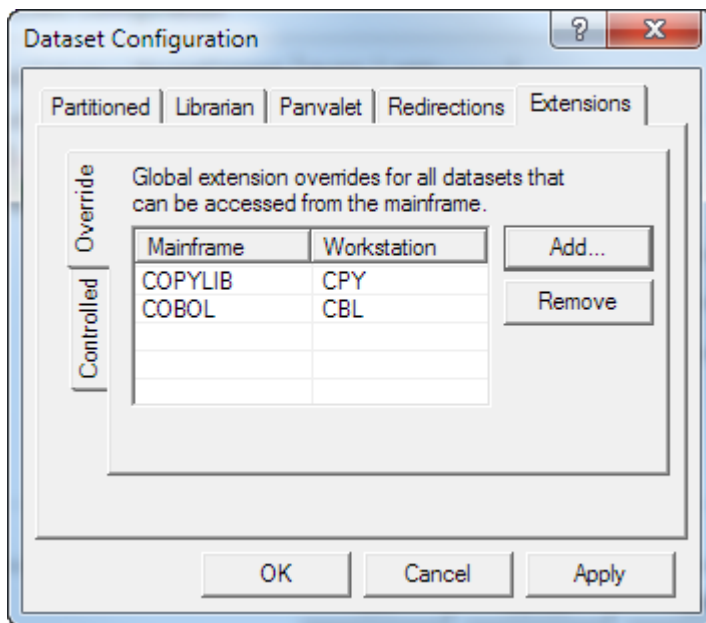 Dataset Configuration
?
Partitioned Librarian Panvalet Redirections Extensions
Override
Controlled
Global extension overrides for all datasets that
can be accessed from the mainframe.
Mainframe Workstation
COPYLIB CPY
COBOL CBL
Add...
Remove
OK Cancel Apply